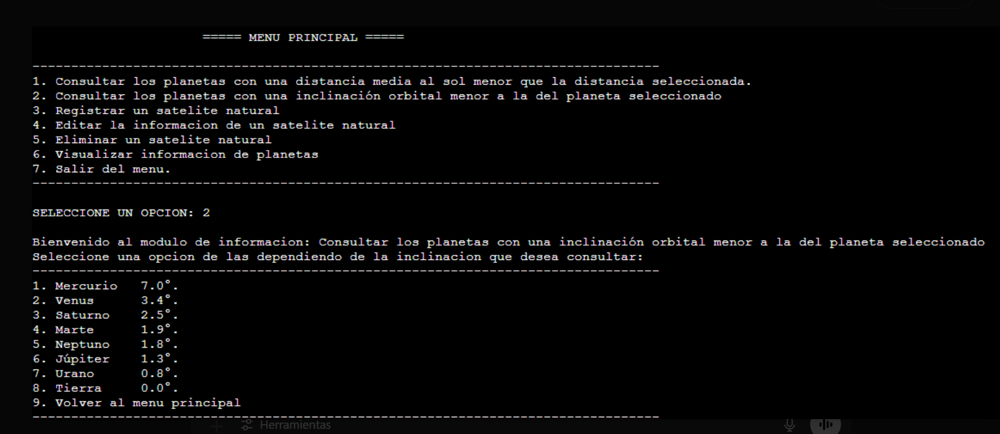 ===== MENU PRINCIPAL =====
---------------------------------------------------------------------------------
1. Consultar los planetas con una distancia media al sol menor que la distancia seleccionada.
2. Consultar los planetas con una inclinación orbital menor a la del planeta seleccionado
3. Registrar un satelite natural
4. Editar la informacion de un satelite natural
5. Eliminar un satelite natural
6. Visualizar informacion de planetas
7. Salir del menu.
---------------------------------------------------------------------------------
SELECCIONE UN OPCION: 2
Bienvenido al modulo de informacion: Consultar los planetas con una inclinación orbital menor a la del planeta seleccionado
Seleccione una opcion de las dependiendo de la inclinacion que desea consultar:
---------------------------------------------------------------------------------
1. Mercurio   7.0°.
2. Venus      3.4°.
3. Saturno    2.5°.
4. Marte      1.9°.
5. Neptuno    1.8°.
6. Júpiter    1.3°.
7. Urano      0.8°.
8. Tierra     0.0°.
9. Volver al menu principal
---------------------------------------------------------------------------------
Herramientas